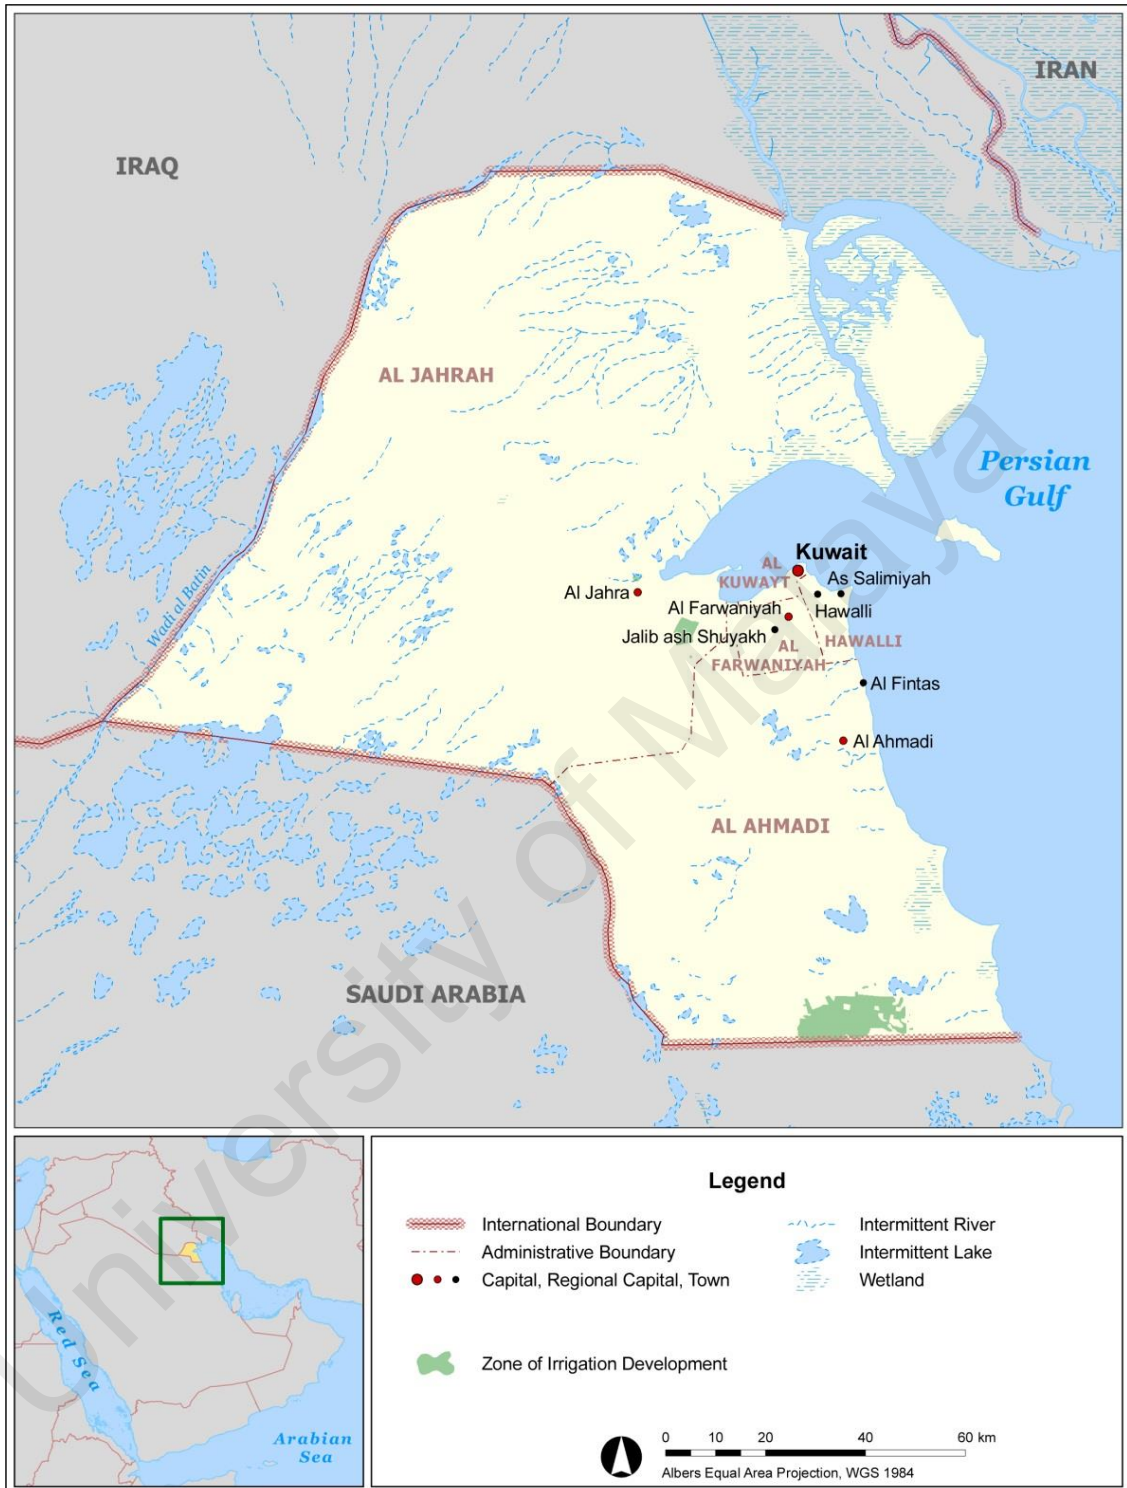 IRAN
IRAQ
AL JAHRAH
Persian
Gulf
Wadi al Batin
Kuwait
AL
KUWAYT
As Salimiyah
Al Jahra
Al Farwaniyah
Hawalli
Jalib ash Shuyakh
HAWALLI
AL
FARWANIYAH
Al Fintas
Al Ahmadi
AL AHMADI
SAUDI ARABIA
University of Malaya
Red Sea
Arabian
Sea
Legend
International Boundary
Administrative Boundary
Capital, Regional Capital, Town
Zone of Irrigation Development
Intermittent River
Intermittent Lake
Wetland
0 10 20 40 60 km
Albers Equal Area Projection, WGS 1984